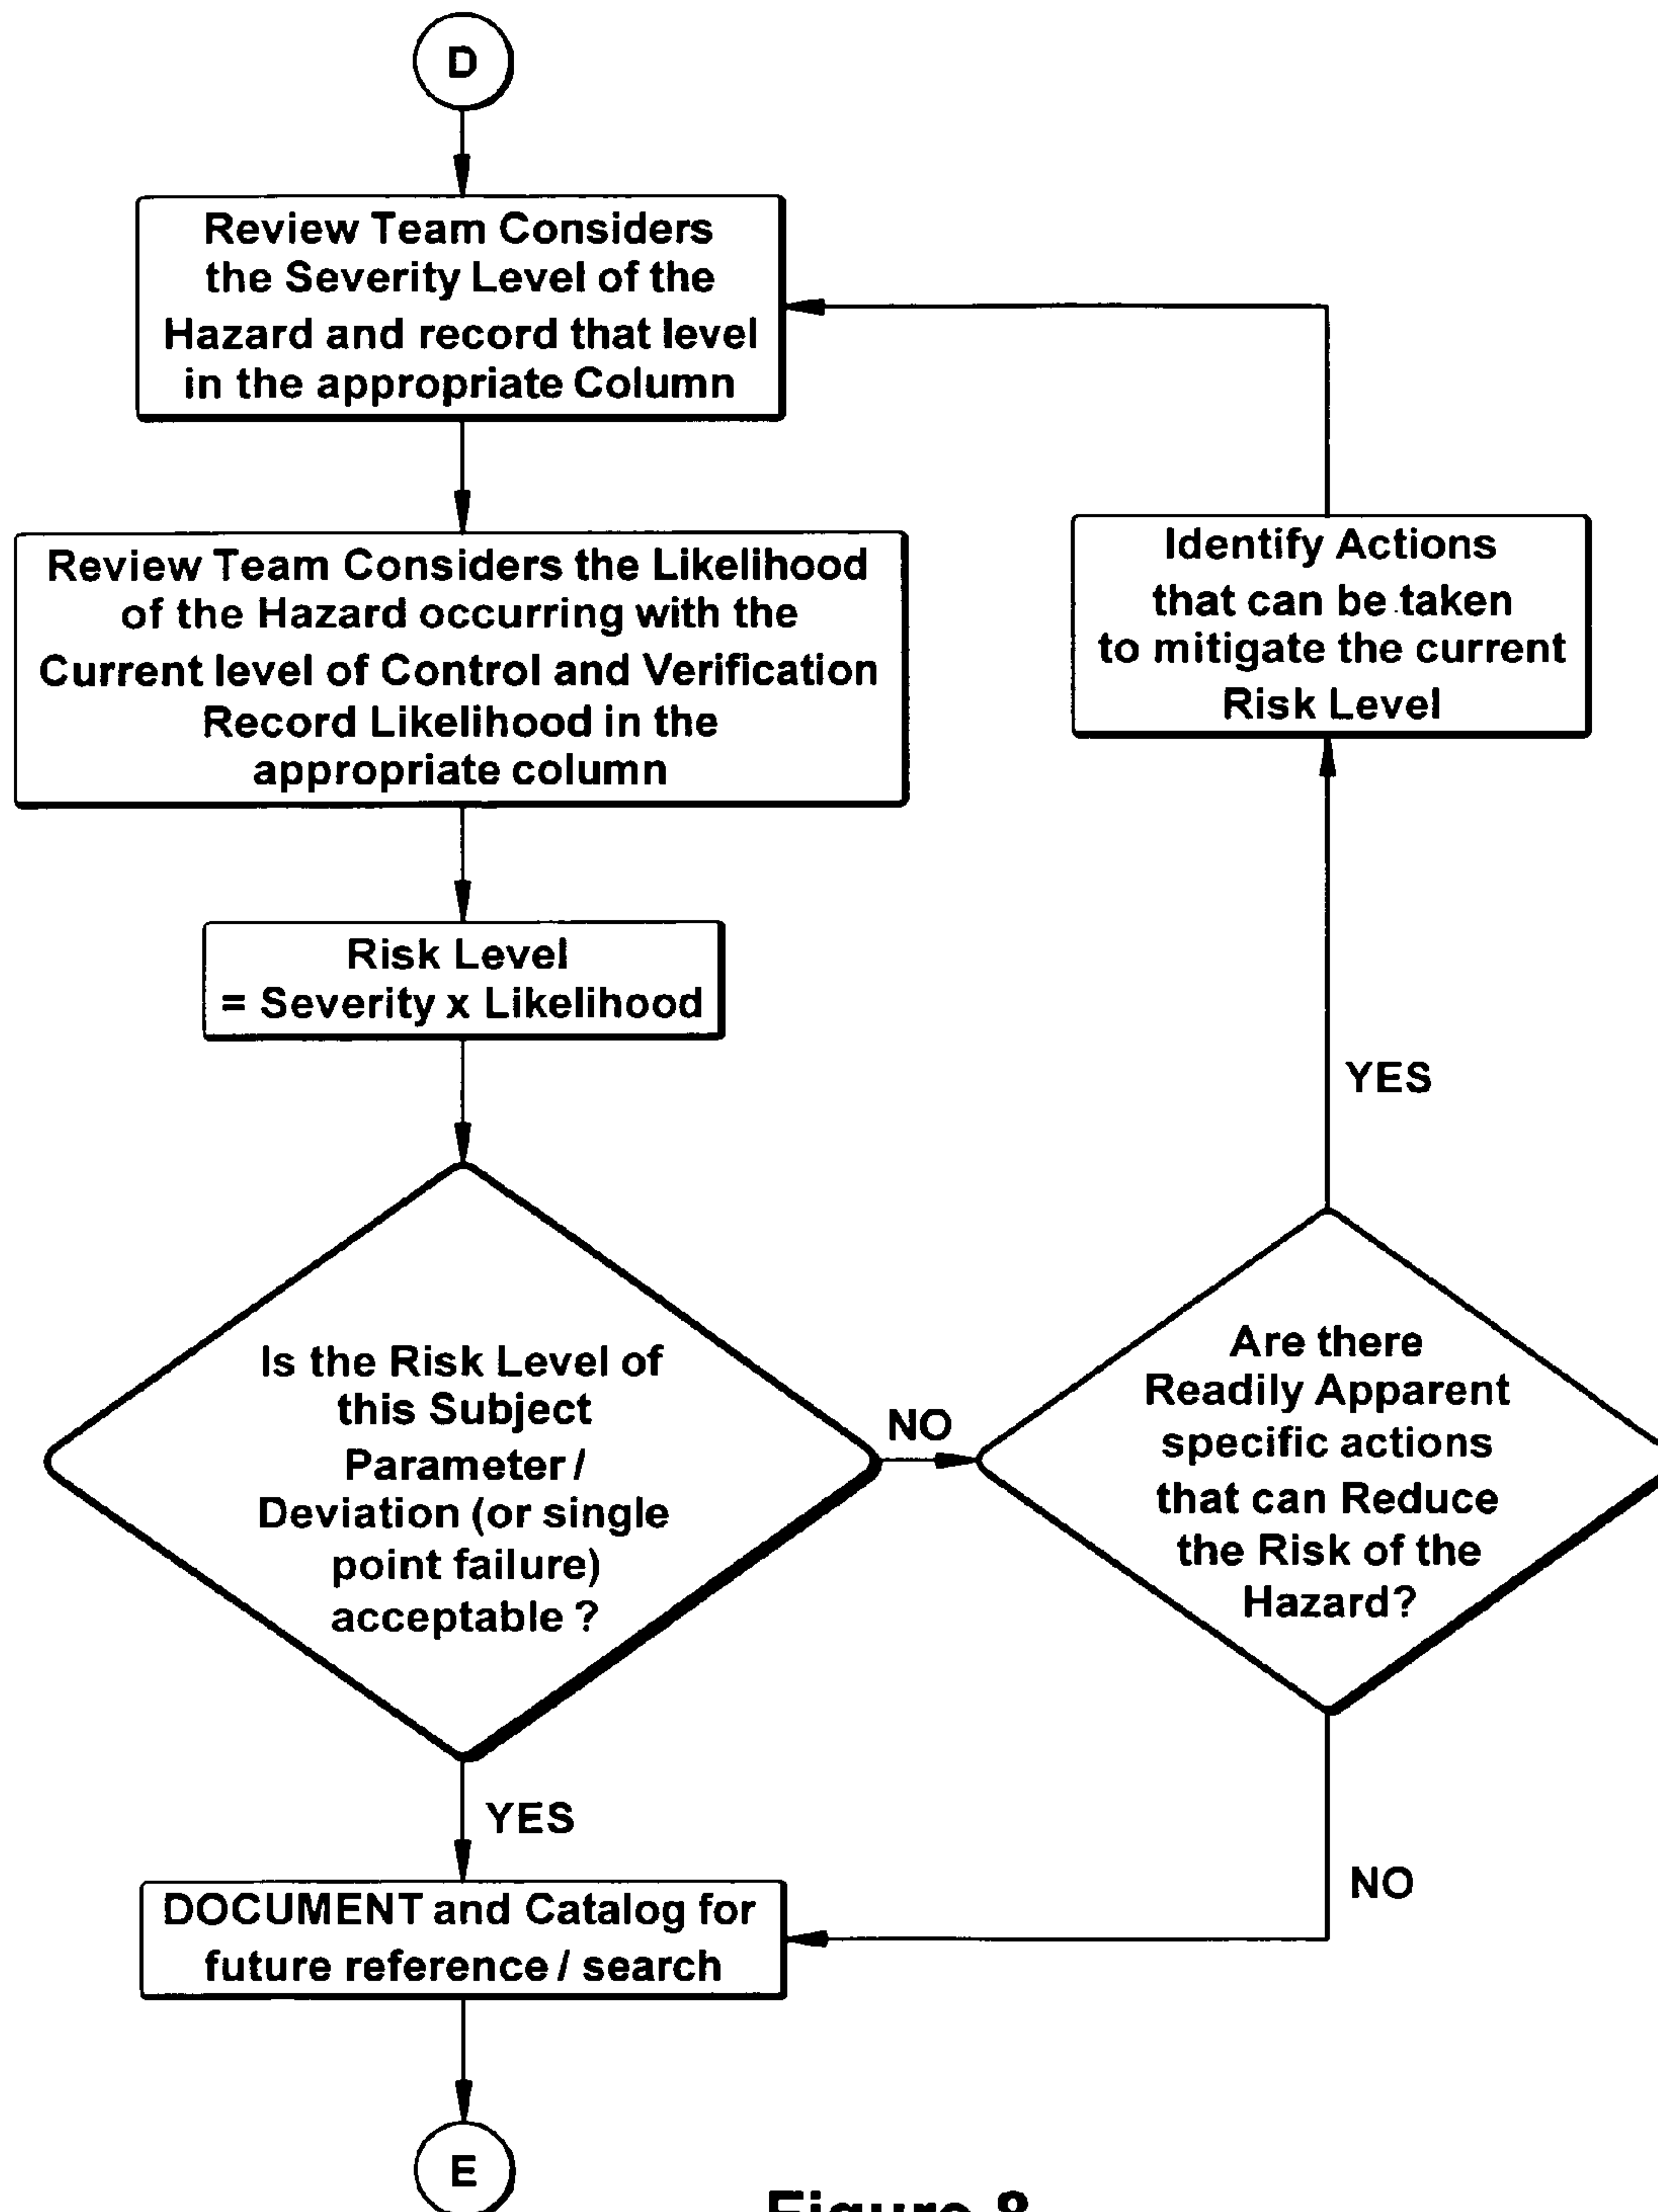 D
Review Team Considers
the Severity Level of the
Hazard and record that level
in the appropriate Column
Review Team Considers the Likelihood
of the Hazard occurring with the
Current level of Control and Verification
Record Likelihood in the
appropriate column
Identify Actions
that can be taken
to mitigate the current
Risk Level
Risk Level
= Severity x Likelihood
YES
Is the Risk Level of
this Subject
Parameter /
Deviation (or single
point failure)
acceptable ?
NO
Are there
Readily Apparent
specific actions
that can Reduce
the Risk of the
Hazard?
YES
NO
DOCUMENT and Catalog for
future reference / search
E
Figure 8